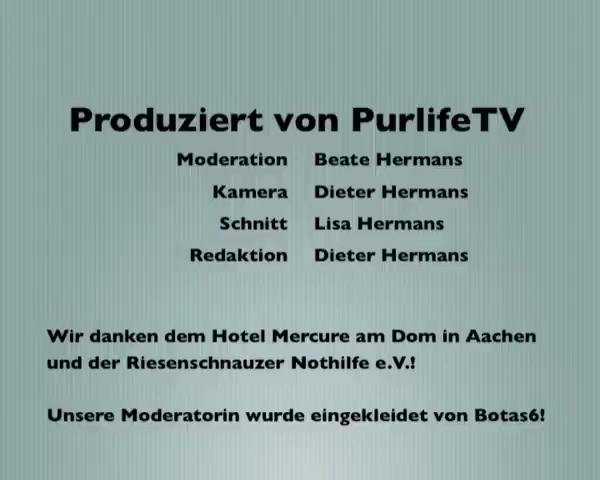 Produziert von PurlifeTV
Moderation Beate Hermans
Kamera Dieter Hermans
Schnitt Lisa Hermans
Redaktion Dieter Hermans
Wir danken dem Hotel Mercure am Dom in Aachen
und der Riesenschnauzer Nothilfe e.V.!
Unsere Moderatorin wurde eingekleidet von Botas6!